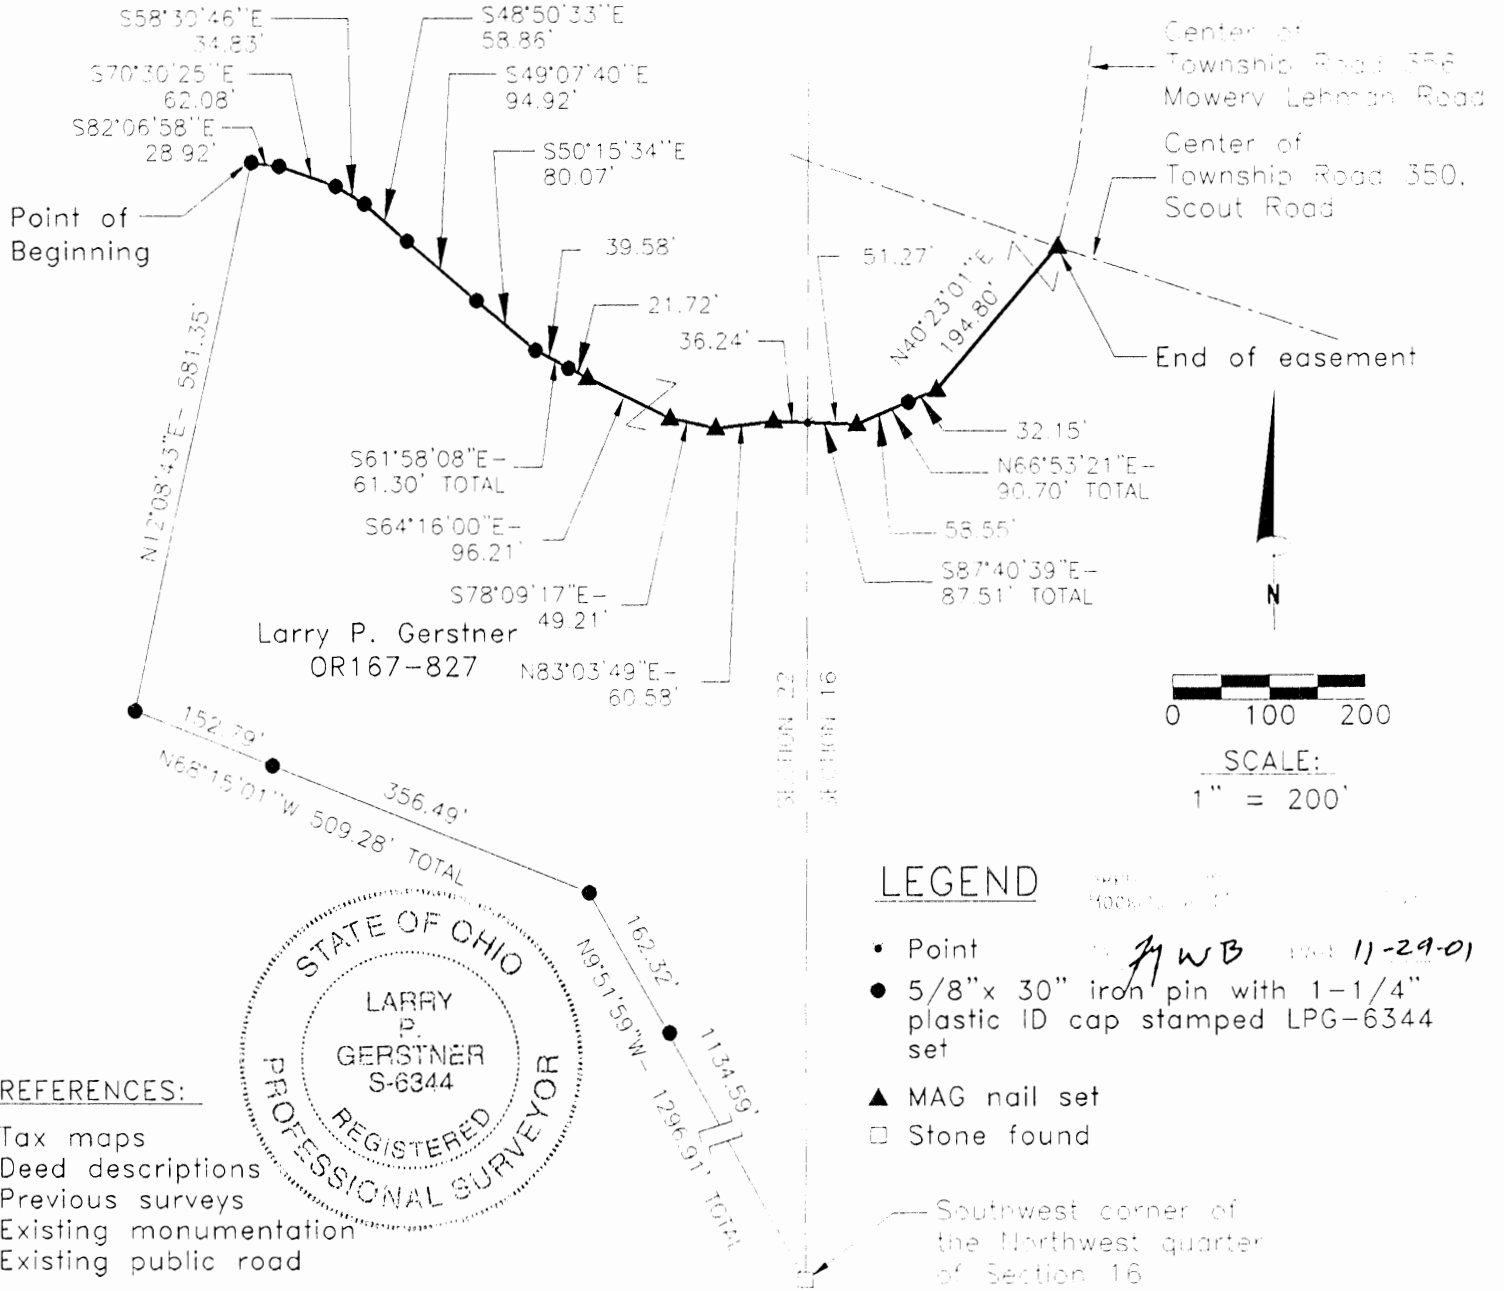 S58°30'46"E
34.83'
S70°30'25"E
62.08'
S82°06'58"E
28.92'
Point of
Beginning
S48°50'33"E
58.86'
S49°07'40"E
94.92'
S50°15'34"E
80.07'
39.58'
21.72'
36.24'
51.27'
N40°23'01"E
194.80'
Center of
Township Road 356
Mowery Lehman Road
Center of
Township Road 350,
Scout Road
End of easement
32.15'
N66°53'21"E-
90.70' TOTAL
58.55'
S87°40'39"E-
87.51' TOTAL
S61°58'08"E-
61.30' TOTAL
S64°16'00"E-
96.21'
S78°09'17"E-
49.21'
N83°03'49"E-
60.58'
N12°08'43"E- 581.35'
Larry P. Gerstner
OR167-827
SECTION 22
SECTION 16
N
0 100 200
SCALE:
1" = 200'
152.79'
356.49'
N68°15'01"W 509.28' TOTAL
162.32'
1134.59'
N9°51'59"W- 1296.91' TOTAL
STATE OF OHIO
LARRY
P.
GERSTNER
S-6344
REGISTERED
PROFESSIONAL SURVEYOR
LEGEND
Point
WB 11-29-01
5/8"x 30" iron pin with 1-1/4"
plastic ID cap stamped LPG-6344
set
MAG nail set
Stone found
Southwest corner of
the Northwest quarter
of Section 16
REFERENCES:
Tax maps
Deed descriptions
Previous surveys
Existing monumentation
Existing public road